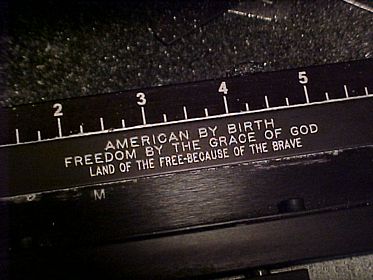 2 3 4 5
AMERICAN BY BIRTH
FREEDOM BY THE GRACE OF GOD
LAND OF THE FREE-BECAUSE OF THE BRAVE
M